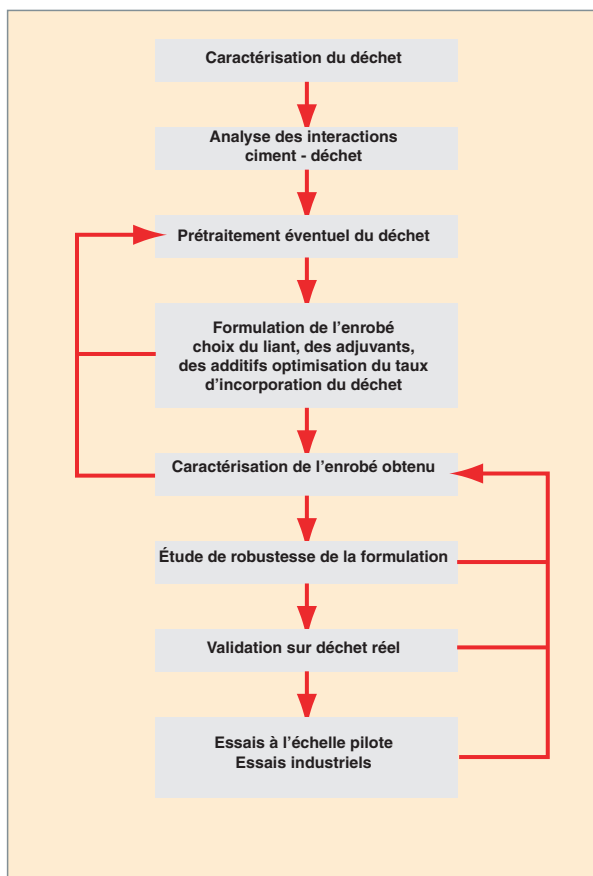 Caractérisation du déchet
Analyse des interactions
ciment - déchet
Prétraitement éventuel du déchet
Formulation de l’enrobé
choix du liant, des adjuvants,
des additifs optimisation du taux
d’incorporation du déchet
Caractérisation de l’enrobé obtenu
Étude de robustesse de la formulation
Validation sur déchet réel
Essais à l’échelle pilote
Essais industriels